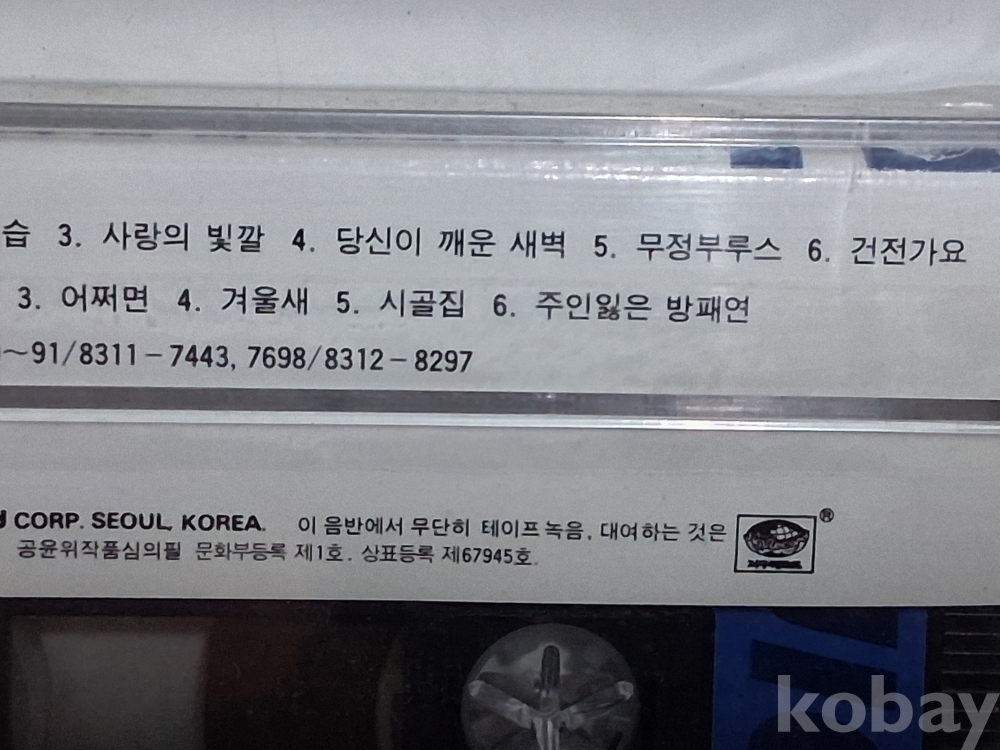 습 3. 사랑의 빛깔 4. 당신이 깨운 새벽 5. 무정부루스 6. 건전가요
3. 어쩌면 4. 겨울새 5. 시골집 6. 주인잃은 방패연
~91/8311-7443, 7698/8312-8297
CORP. SEOUL, KOREA. 이 음반에서 무단히 테이프 녹음, 대여하는 것은
®
공윤위작품심의필 문화부등록 제1호. 상표등록 제67945호.
kobay